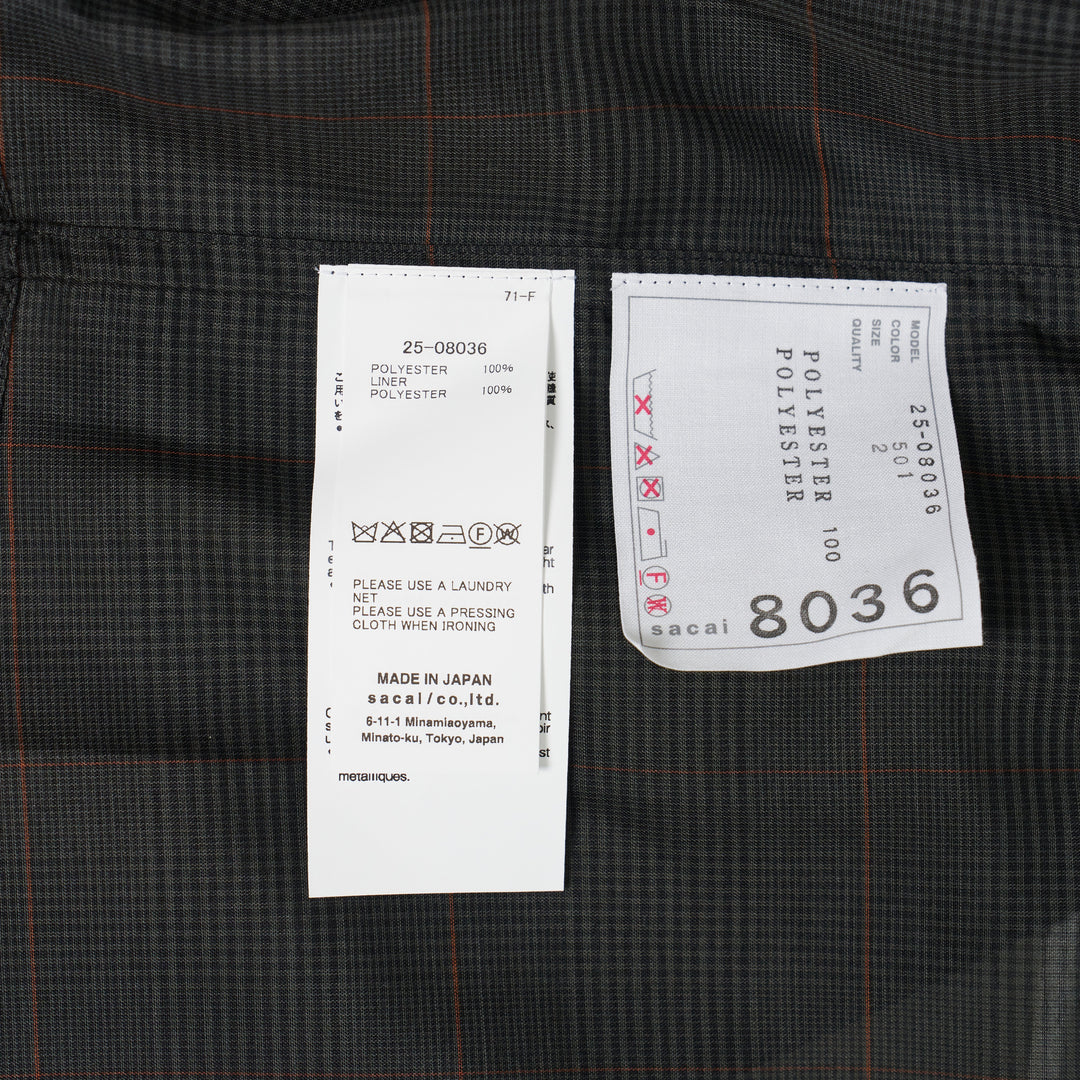 71-F
25-08036
POLYESTER 100%
LINER
POLYESTER 100%
PLEASE USE A LAUNDRY
NET
PLEASE USE A PRESSING
CLOTH WHEN IRONING
MADE IN JAPAN
sacai/co.,ltd.
6-11-1 Minamiaoyama,
Minato-ku, Tokyo, Japan
metalliques.
MODEL 25-08036
COLOR 501
SIZE 2
QUALITY
POLYESTER 100
POLYESTER
F
W
sacai 8036